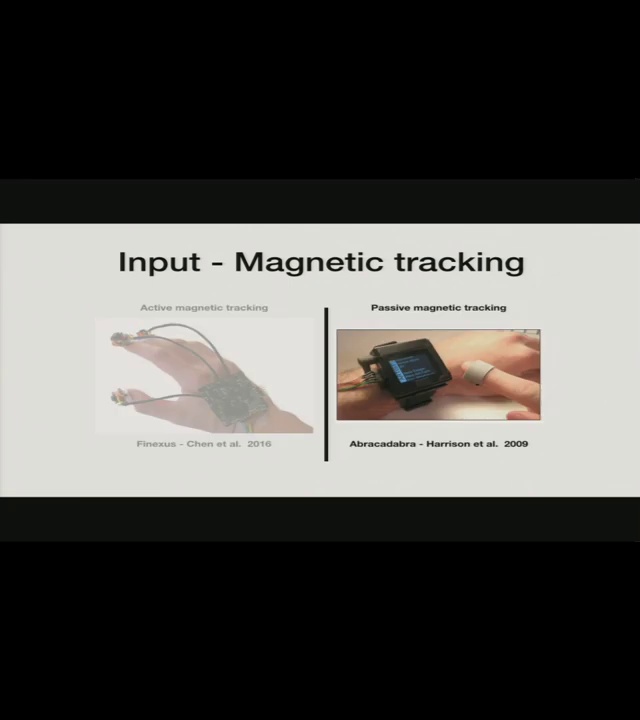 Input - Magnetic tracking
Active magnetic tracking
Passive magnetic tracking
Finexus - Chen et al. 2016
Abracadabra - Harrison et al. 2009